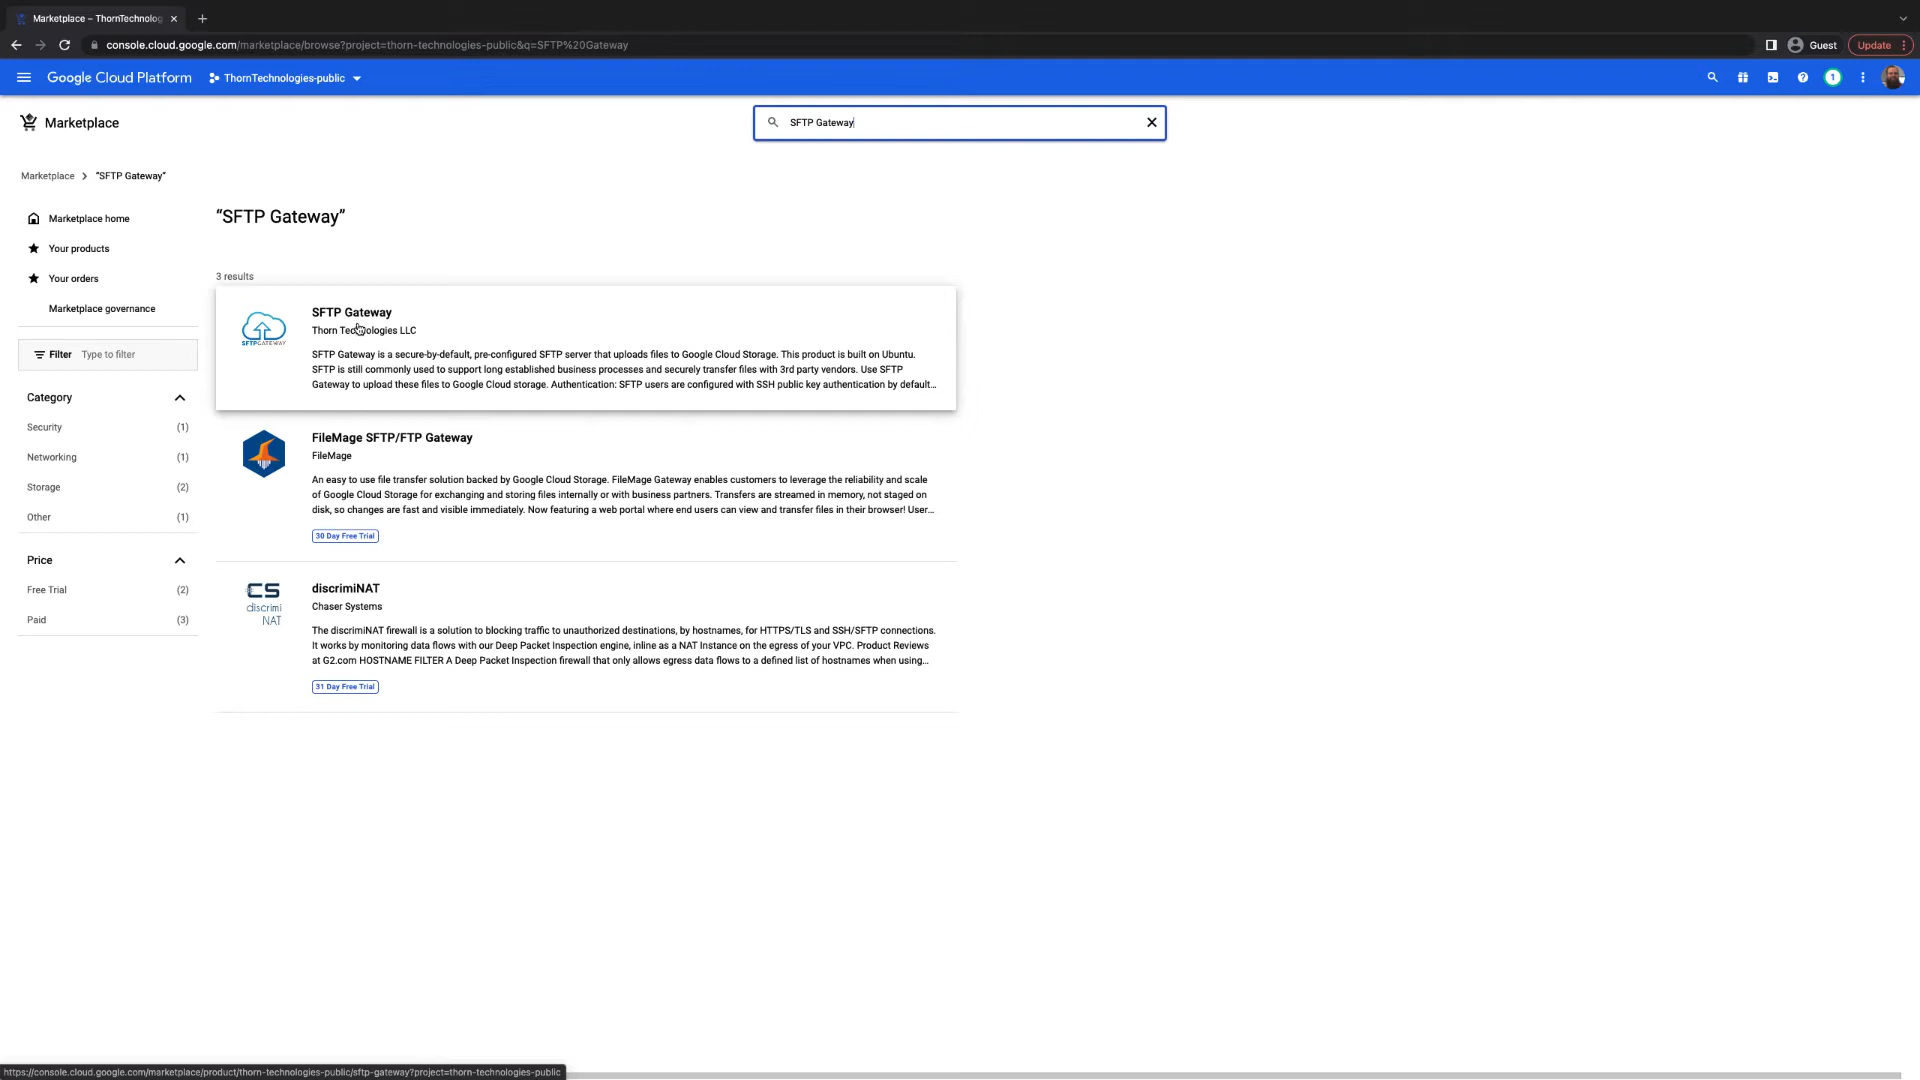 Marketplace – ThornTechnolog
console.cloud.google.com/marketplace/browse?project=thorn-technologies-public&q=SFTP%20Gateway
Guest
Update
Google Cloud Platform
ThornTechnologies-public
1
Marketplace
SFTP Gateway
Marketplace
“SFTP Gateway”
Marketplace home
Your products
Your orders
Marketplace governance
Filter Type to filter
Category
Security (1)
Networking (1)
Storage (2)
Other (1)
Price
Free Trial (2)
Paid (3)
“SFTP Gateway”
3 results
SFTPGATEWAY
SFTP Gateway
Thorn Technologies LLC
SFTP Gateway is a secure-by-default, pre-configured SFTP server that uploads files to Google Cloud Storage. This product is built on Ubuntu.
SFTP is still commonly used to support long established business processes and securely transfer files with 3rd party vendors. Use SFTP
Gateway to upload these files to Google Cloud storage. Authentication: SFTP users are configured with SSH public key authentication by default...
FileMage SFTP/FTP Gateway
FileMage
An easy to use file transfer solution backed by Google Cloud Storage. FileMage Gateway enables customers to leverage the reliability and scale
of Google Cloud Storage for exchanging and storing files internally or with business partners. Transfers are streamed in memory, not staged on
disk, so changes are fast and visible immediately. Now featuring a web portal where end users can view and transfer files in their browser! User...
30 Day Free Trial
CS
discrimi
NAT
discrimiNAT
Chaser Systems
The discrimiNAT firewall is a solution to blocking traffic to unauthorized destinations, by hostnames, for HTTPS/TLS and SSH/SFTP connections.
It works by monitoring data flows with our Deep Packet Inspection engine, inline as a NAT Instance on the egress of your VPC. Product Reviews
at G2.com HOSTNAME FILTER A Deep Packet Inspection firewall that only allows egress data flows to a defined list of hostnames when using...
31 Day Free Trial
https://console.cloud.google.com/marketplace/product/thorn-technologies-public/sftp-gateway?project=thorn-technologies-public